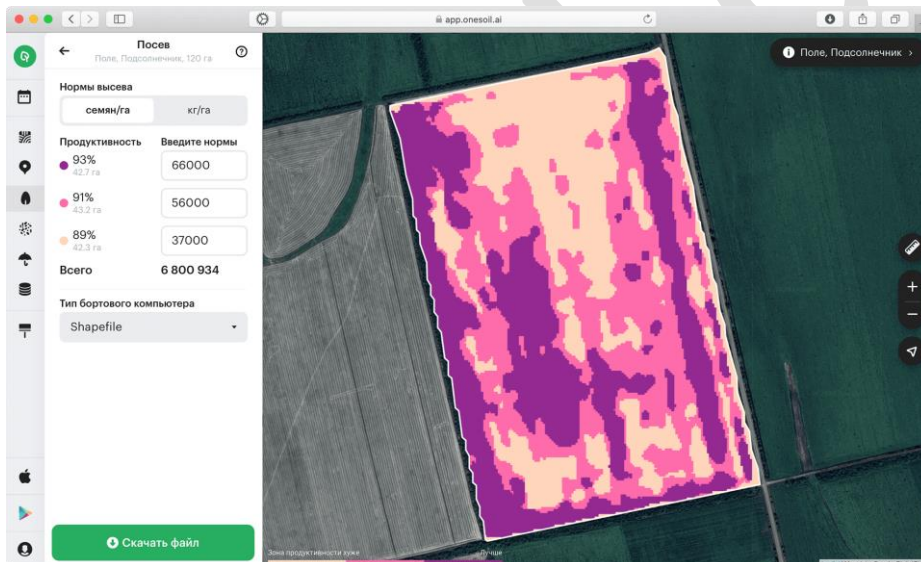 app.onesoil.ai
Посев
Поле, Подсолнечник, 120 га
Нормы высева
семян/га
кг/га
Продуктивность
Введите нормы
93%
42.7 га
66000
91%
43.2 га
56000
89%
42.3 га
37000
Всего
6 800 934
Тип бортового компьютера
Shapefile
Скачать файл
Поле, Подсолнечник
Зона продуктивности хуже
Лучше